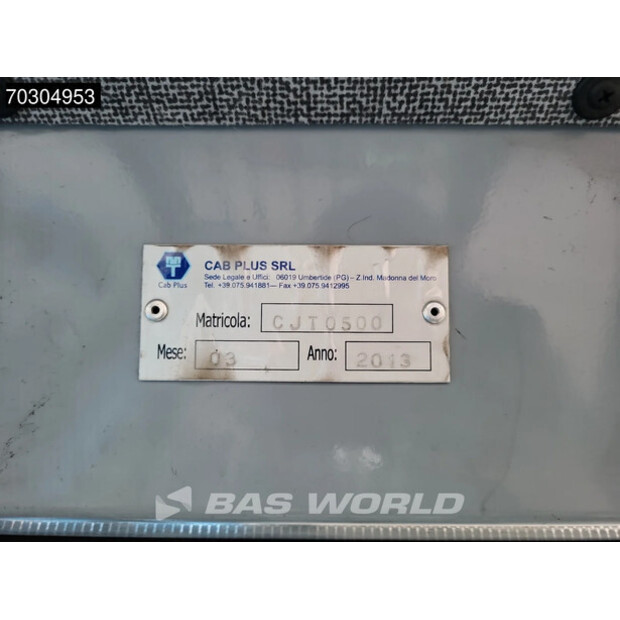 70304953
CAB PLUS SRL
Sede Legale e Uffici: 06019 Umbertide (PG) – Z.Ind. Madonna del Moro
Tel. +39.075.941881— Fax +39.075.9412995
Cab Plus
Matricola: CJT0500
Mese: 03 Anno: 2013
BAS WORLD